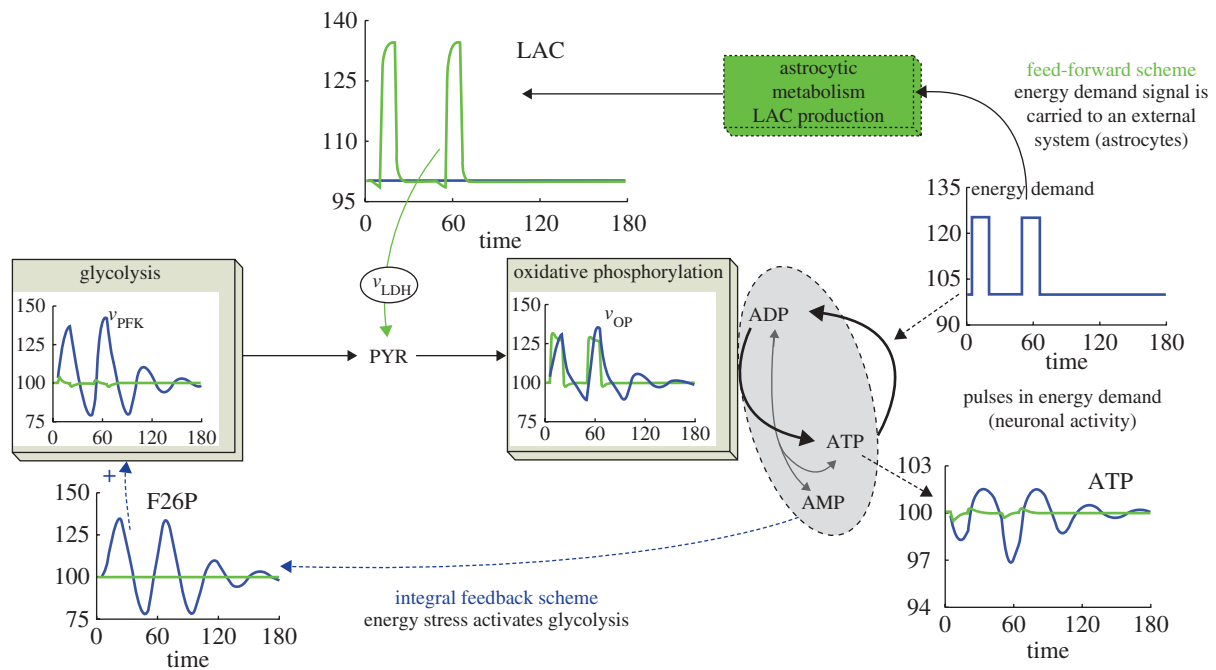 140
125
110
95
0
60
120
180
time
LAC
astrocytic
metabolism
LAC production
feed-forward scheme
energy demand signal is
carried to an external
system (astrocytes)
135
120
105
90
energy demand
0
60
120
180
time
pulses in energy demand
(neuronal activity)
glycolysis
150
125
100
75
vPFK
0
60
120
180
vLDH
PYR
oxidative phosphorylation
150
125
100
75
vOP
0
60
120
180
ADP
ATP
AMP
+
F26P
150
125
100
75
0
60
120
180
time
integral feedback scheme
energy stress activates glycolysis
103
100
97
94
ATP
0
60
120
180
time